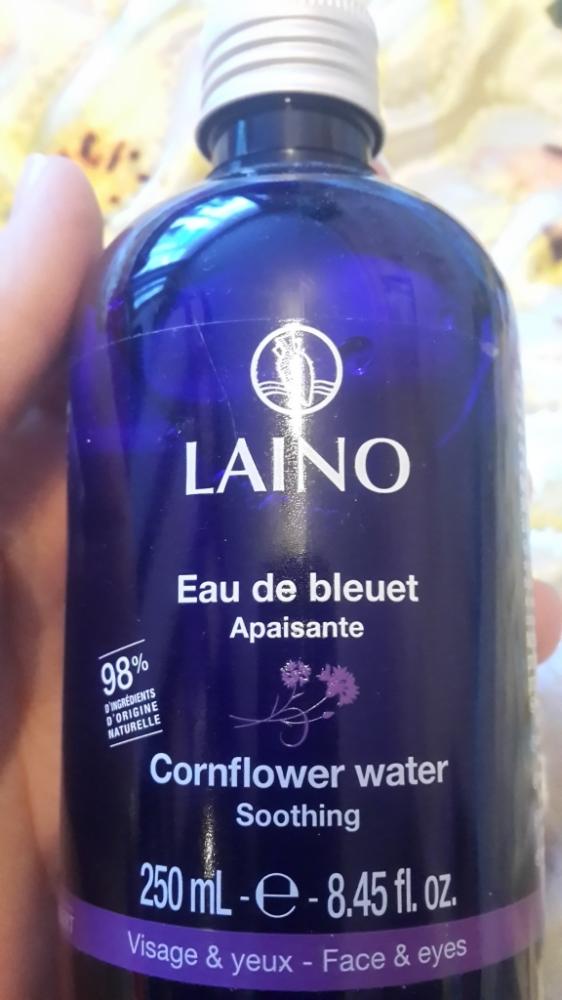 LAINO
Eau de bleuet
Apaisante
98%
D'INGRÉDIENTS
D'ORIGINE
NATURELLE
Cornflower water
Soothing
250 mL - ℮ - 8.45 fl. oz.
Visage & yeux - Face & eyes